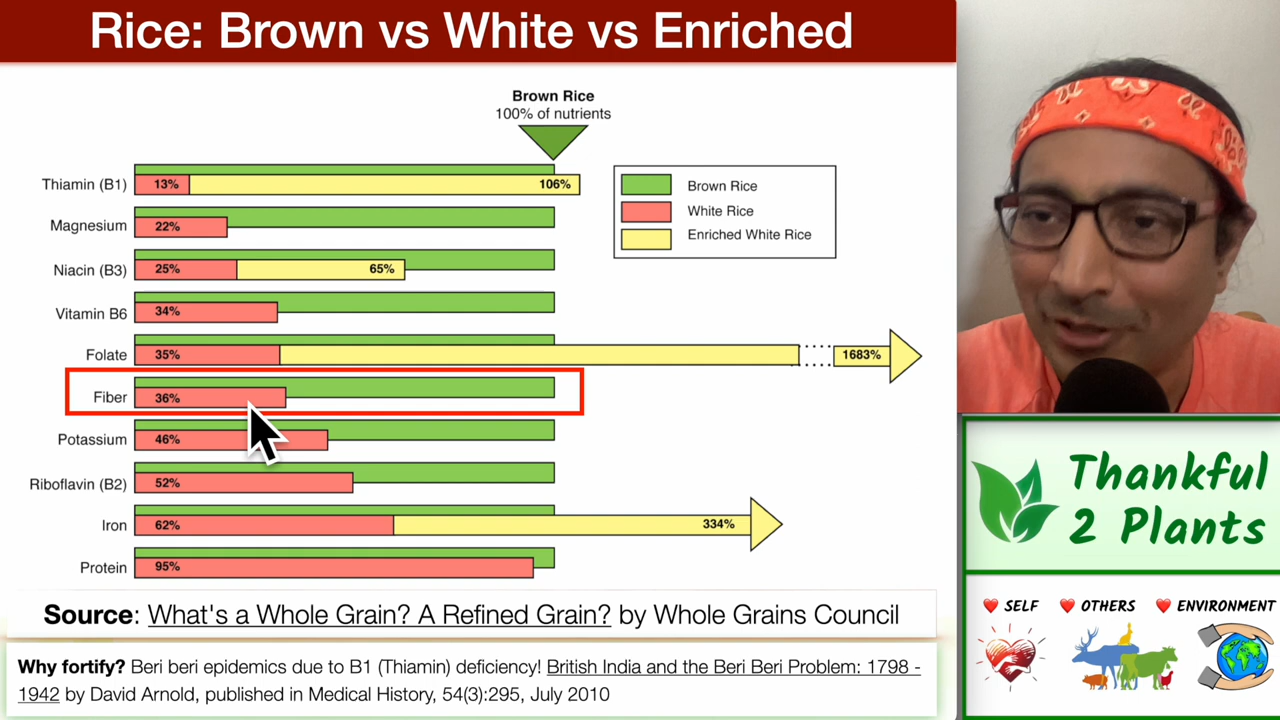 Rice: Brown vs White vs Enriched
Brown Rice
100% of nutrients
Thiamin (B1) 13% 106%
Brown Rice
Magnesium 22%
White Rice
Enriched White Rice
Niacin (B3) 25% 65%
Vitamin B6 34%
Folate 35% 1683%
Fiber 36%
Potassium 46%
Riboflavin (B2) 52%
Iron 62% 334%
Protein 95%
Source: What's a Whole Grain? A Refined Grain? by Whole Grains Council
Why fortify? Beri beri epidemics due to B1 (Thiamin) deficiency! British India and the Beri Beri Problem: 1798 -
1942 by David Arnold, published in Medical History, 54(3):295, July 2010
Thankful
2 Plants
SELF OTHERS ENVIRONMENT